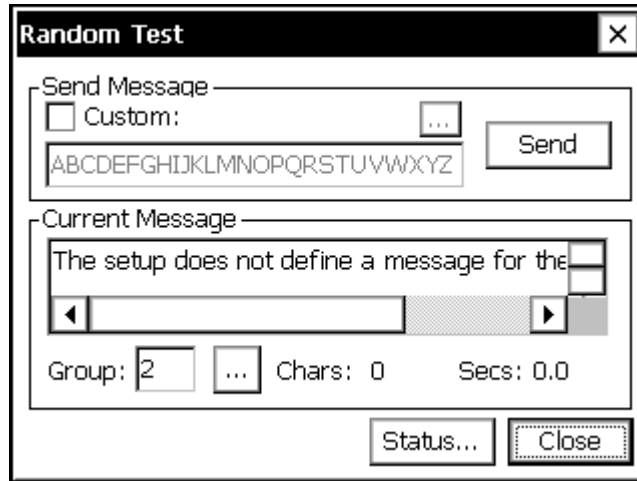 Random Test
Send Message
Custom:
...
ABCDEFGHIJKLMNOPQRSTUVWXYZ
Send
Current Message
The setup does not define a message for the
Group: 2 ... Chars: 0 Secs: 0.0
Status... Close